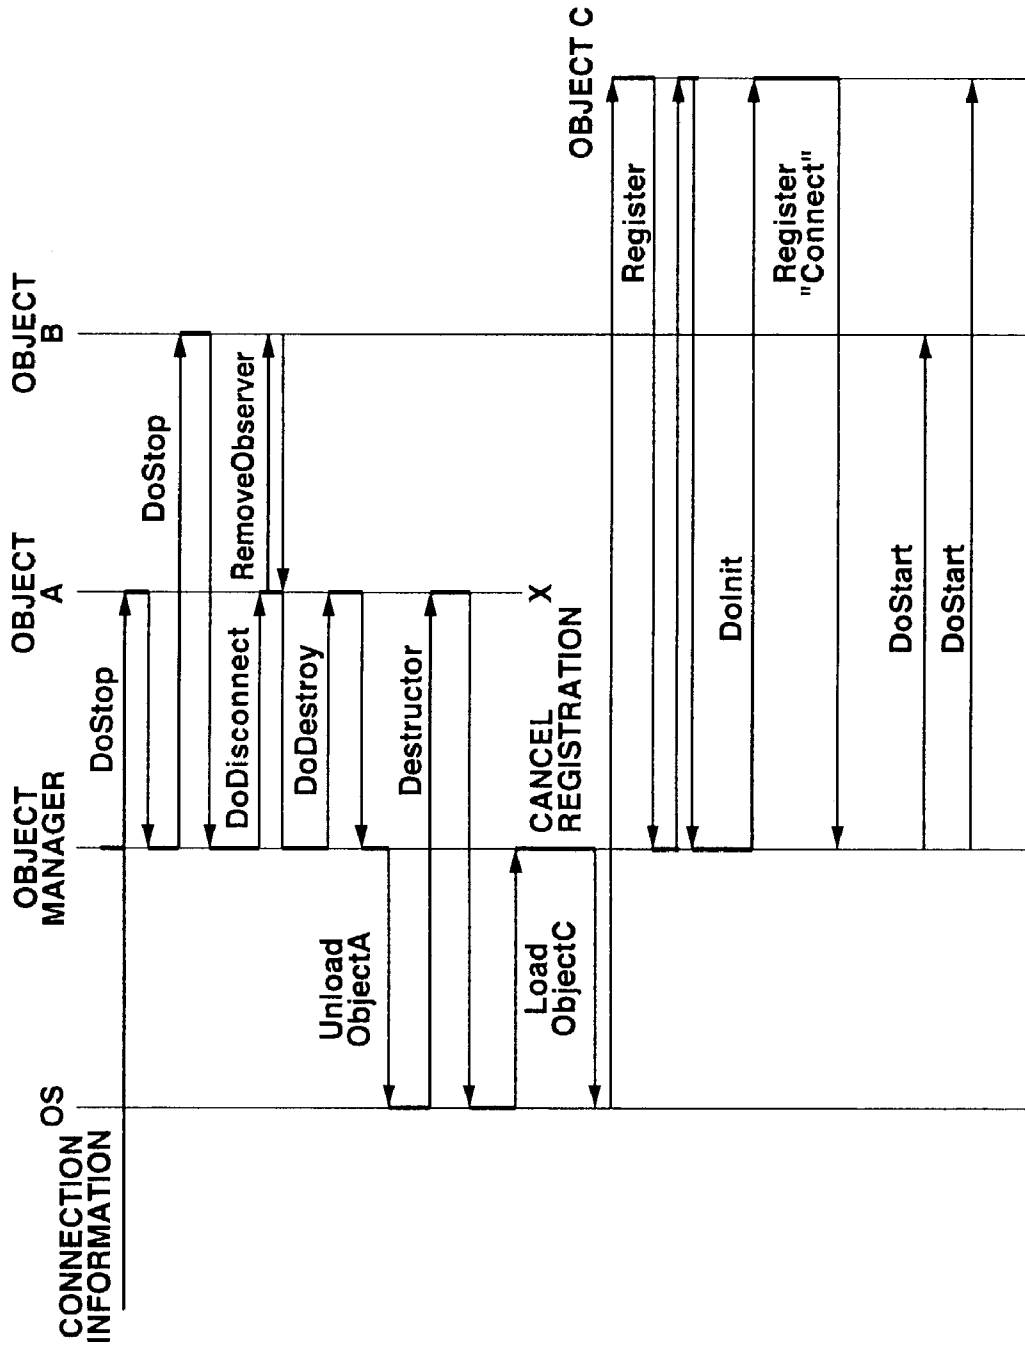 CONNECTION
INFORMATION
OS
OBJECT
MANAGER
OBJECT
A
OBJECT
B
OBJECT C
DoStop
DoStop
DoDisconnect
RemoveObserver
DoDestroy
Unload
ObjectA
Destructor
X
CANCEL
REGISTRATION
Load
ObjectC
Register
DoInit
Register
"Connect"
DoStart
DoStart